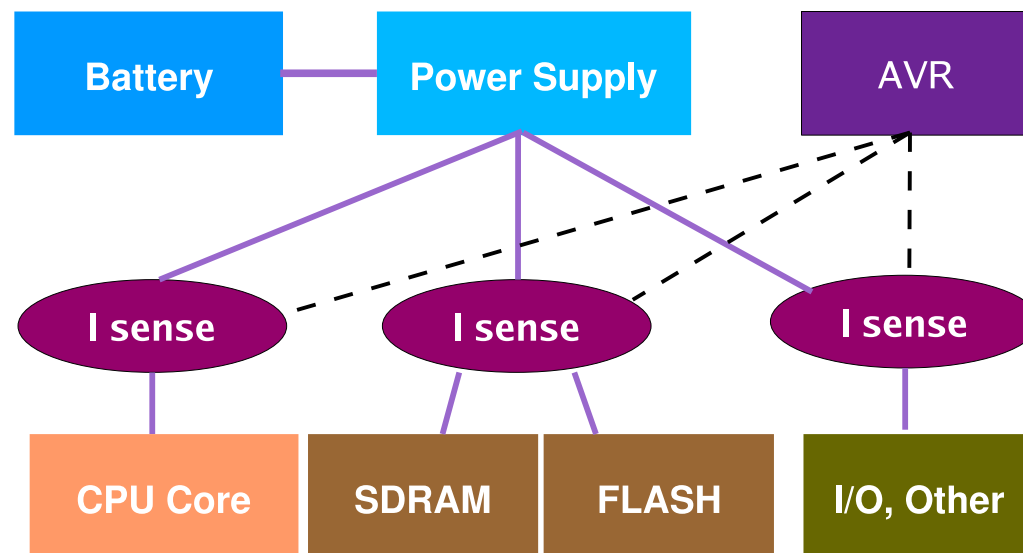 Battery
Power Supply
AVR
I sense
I sense
I sense
CPU Core
SDRAM
FLASH
I/O, Other